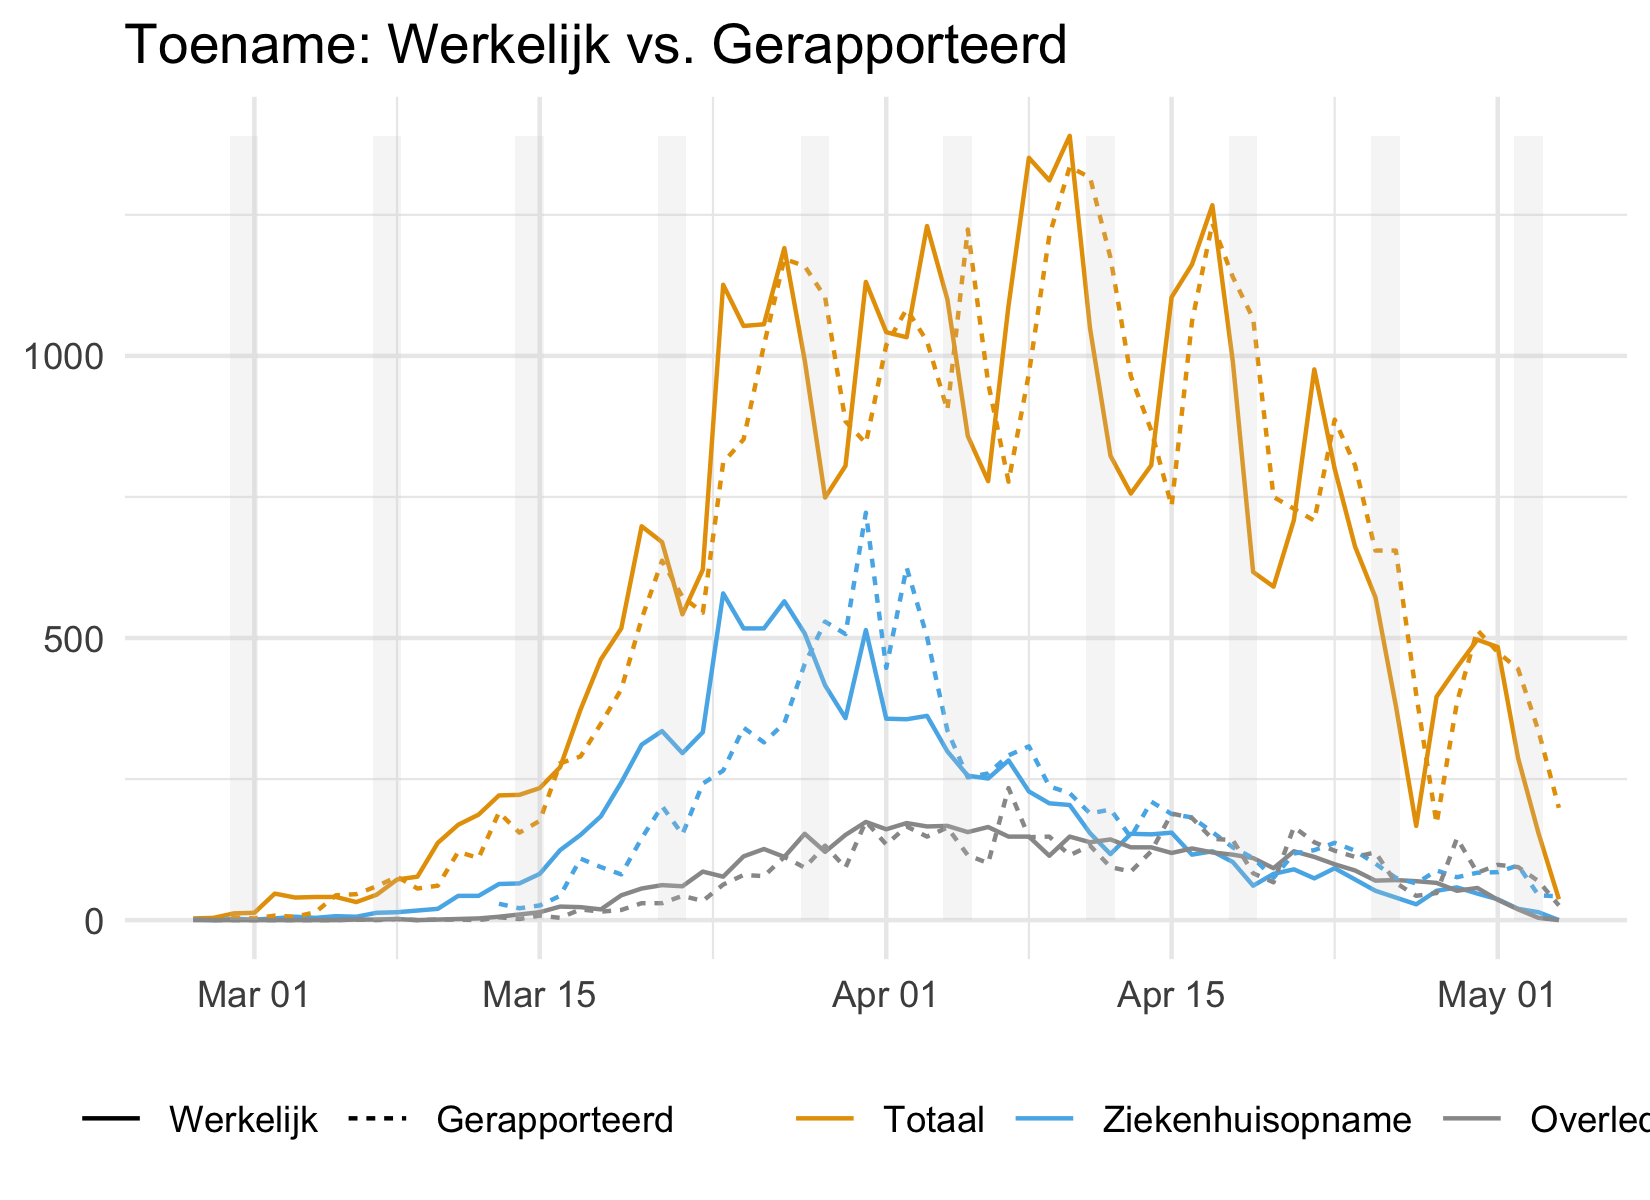 Toename: Werkelijk vs. Gerapporteerd
1000
500
0
Mar 01 Mar 15 Apr 01 Apr 15 May 01
Werkelijk Gerapporteerd Totaal Ziekenhuisopname